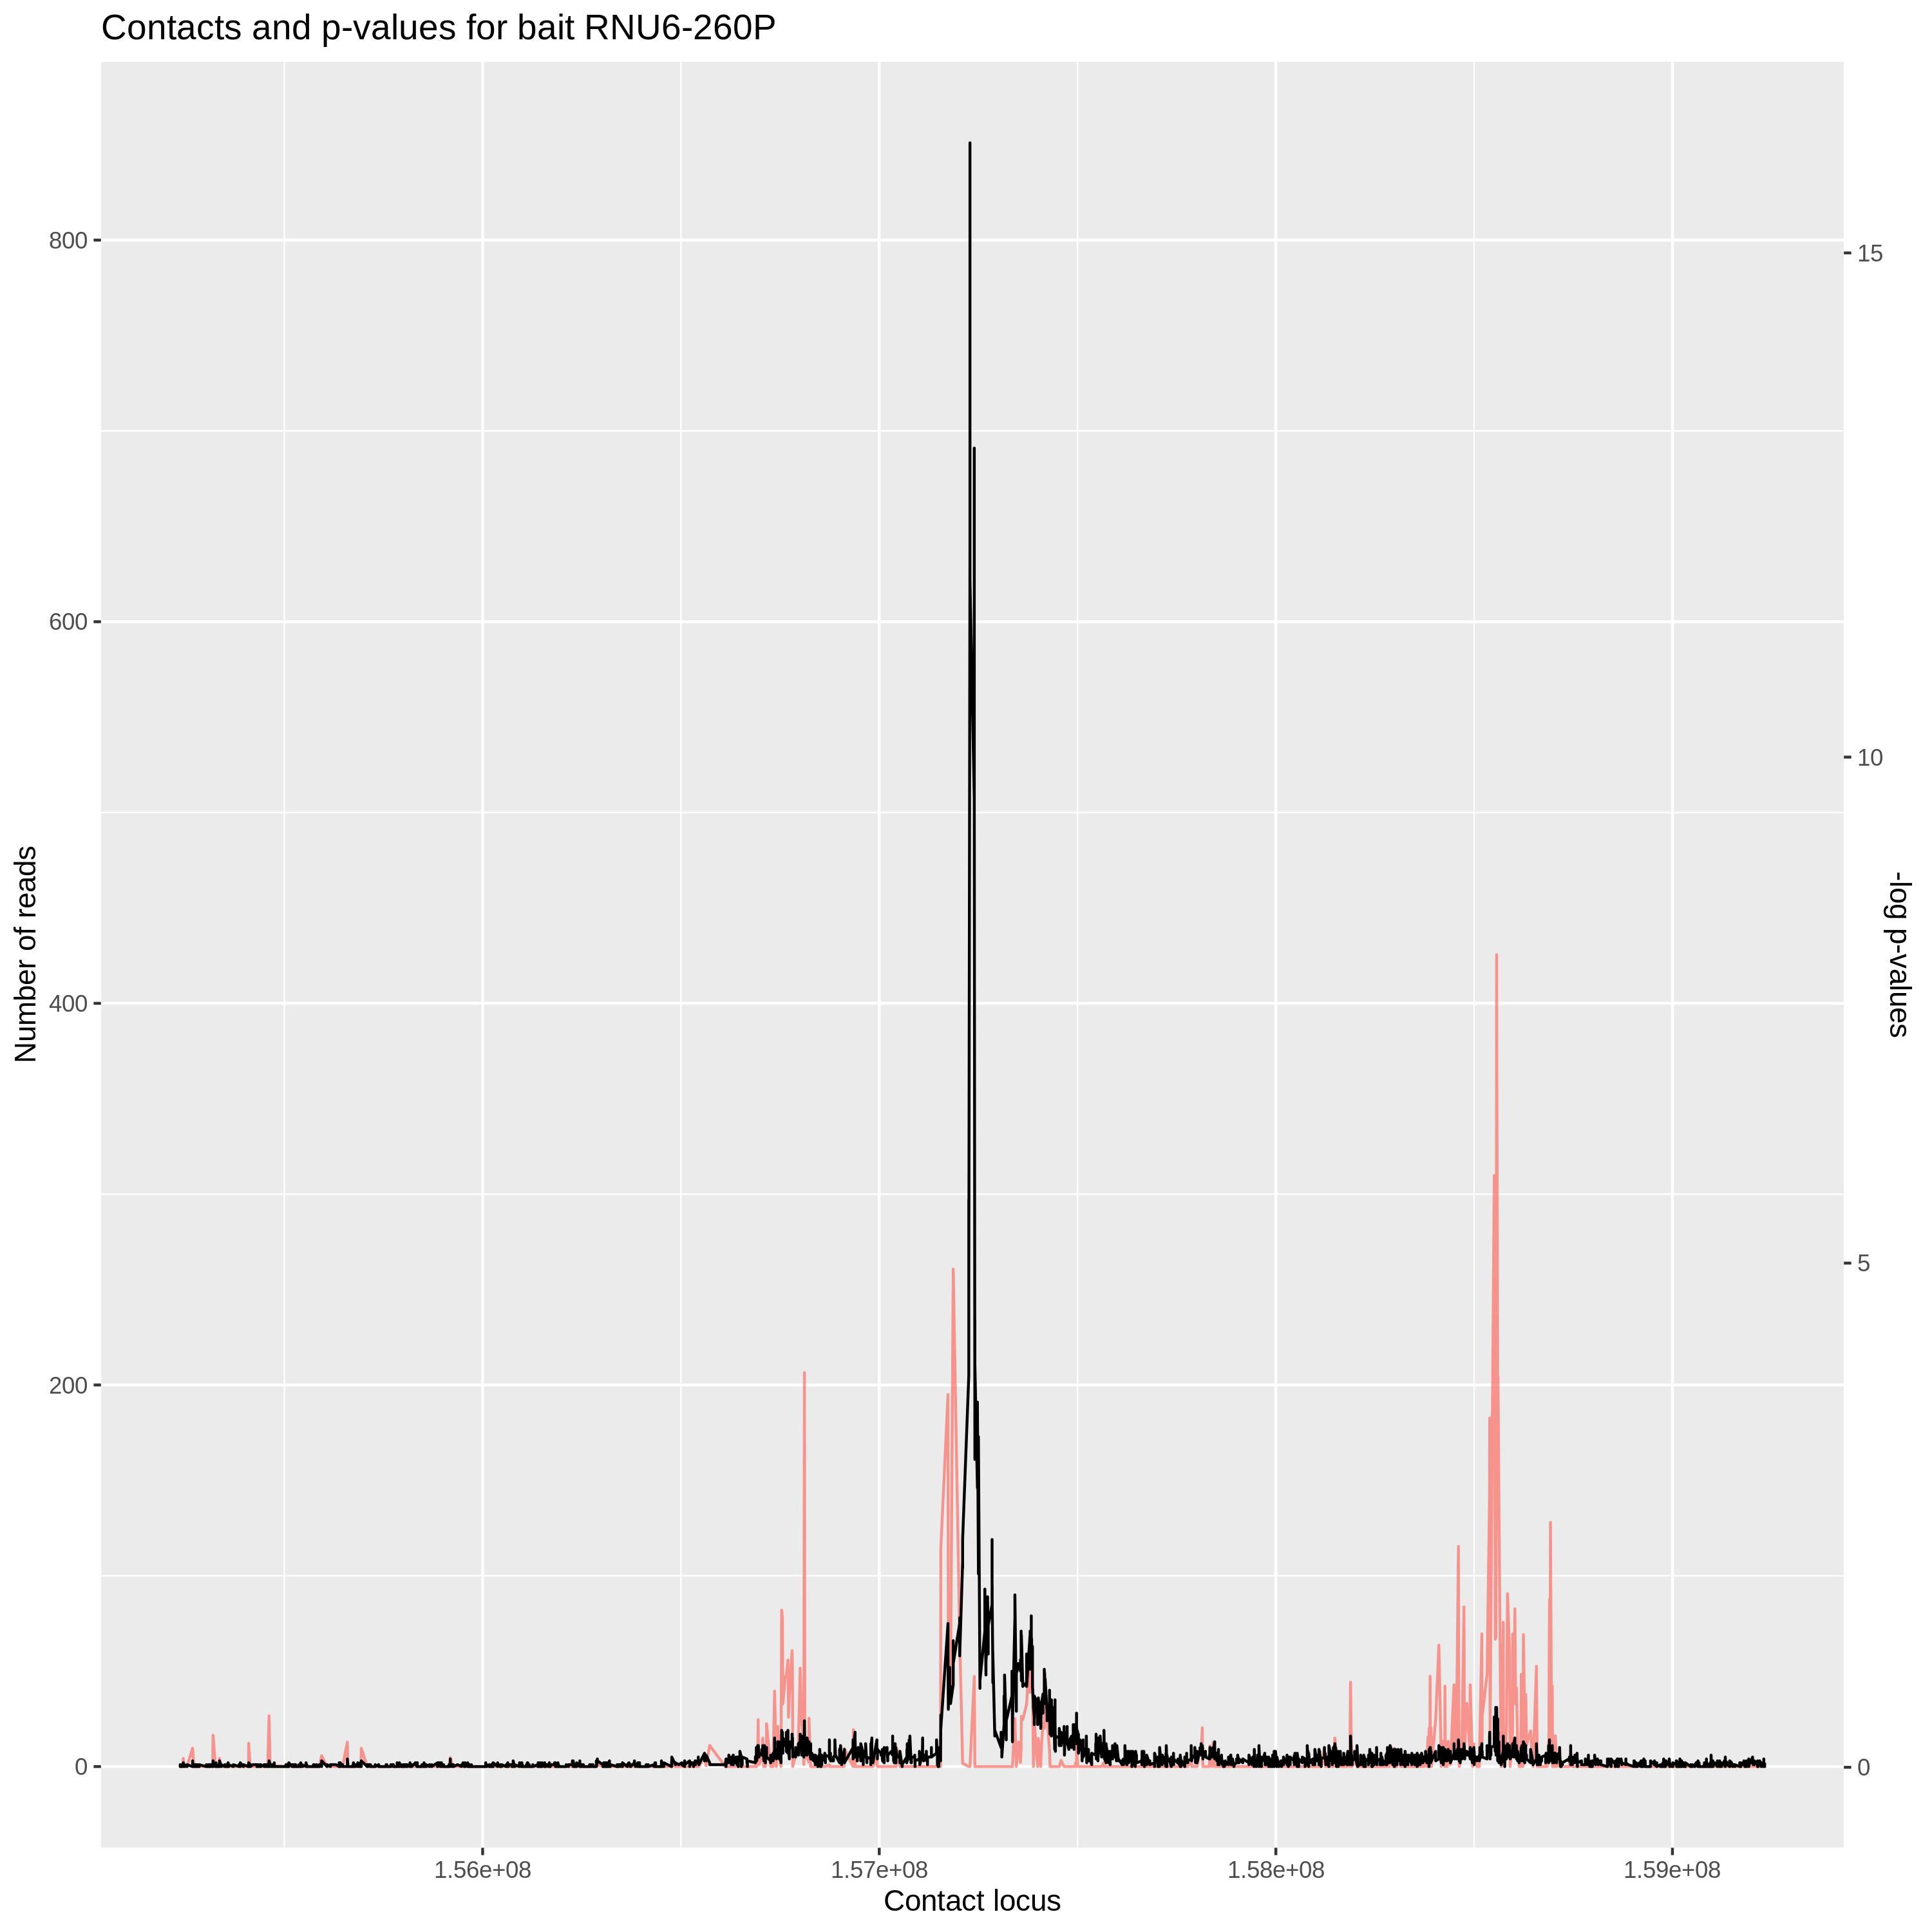 Contacts and p-values for bait RNU6-260P
800
600
400
200
0
15
10
5
0
Number of reads
-log p-values
1.56e+08
1.57e+08
1.58e+08
1.59e+08
Contact locus